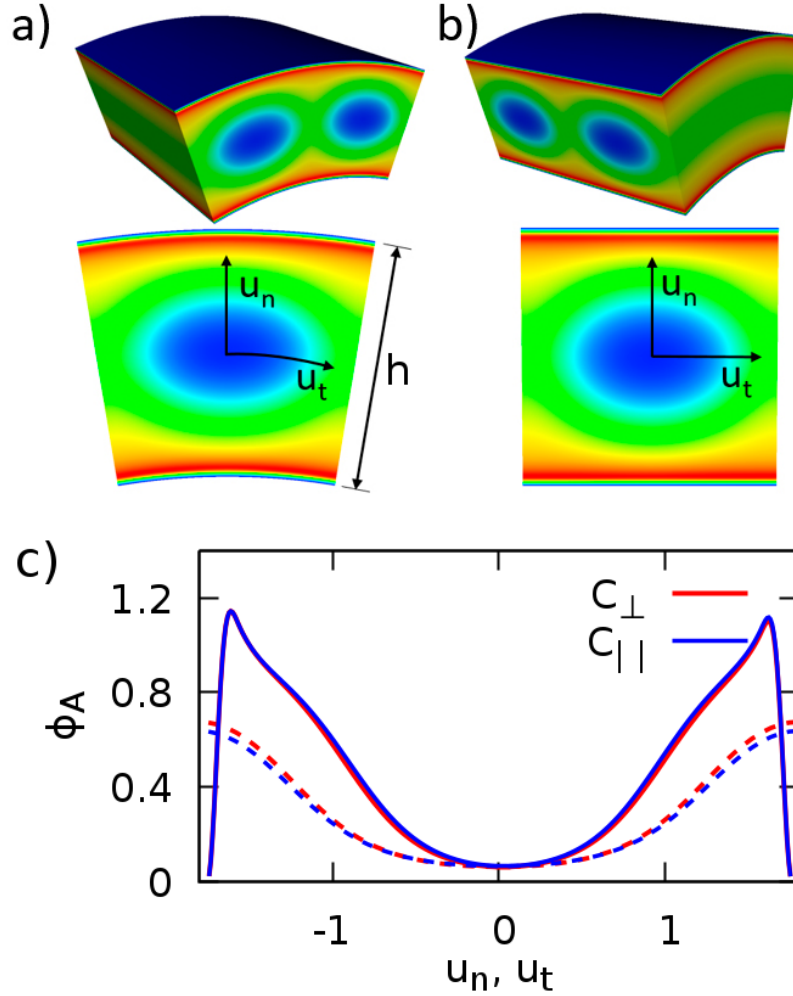 a) b)
u_n
u_t
h
u_n
u_t
c)
C_⊥
C_||
1.2
0.8
0.4
0
ϕ_A
-1 0 1
u_n, u_t